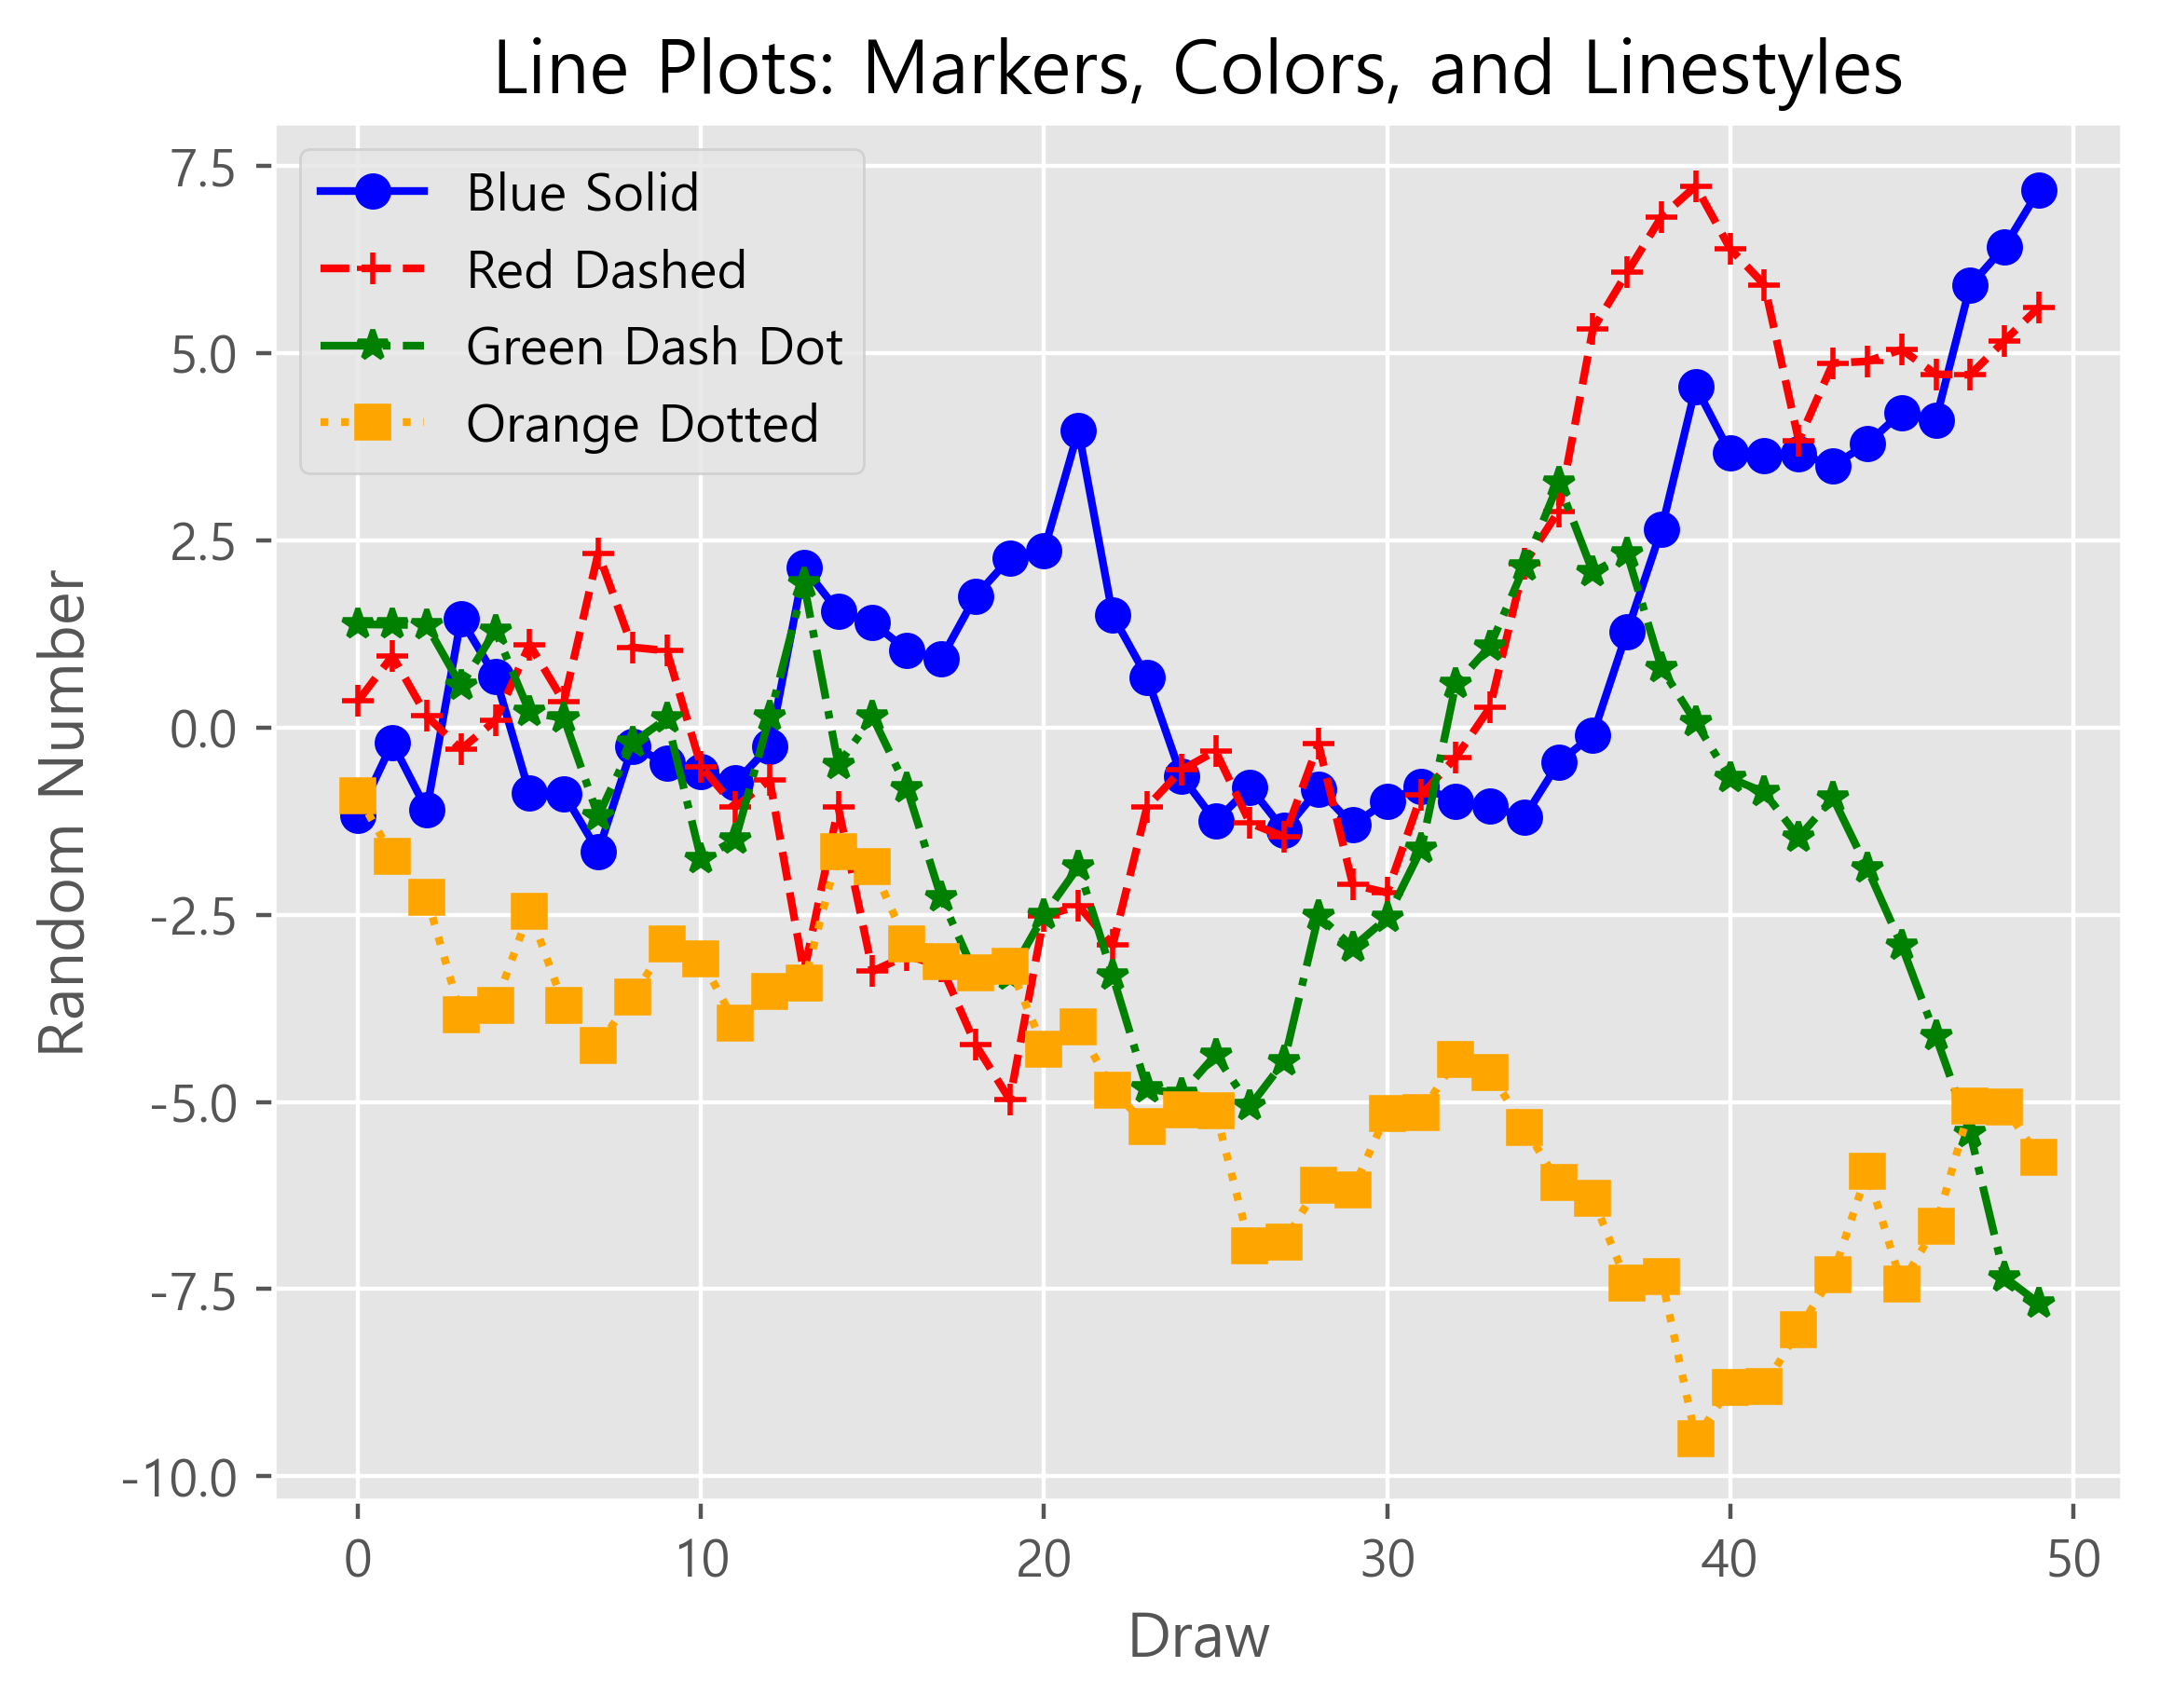 Line Plots: Markers, Colors, and Linestyles
Blue Solid
Red Dashed
Green Dash Dot
Orange Dotted
Random Number
7.5
5.0
2.5
0.0
-2.5
-5.0
-7.5
-10.0
0 10 20 30 40 50
Draw